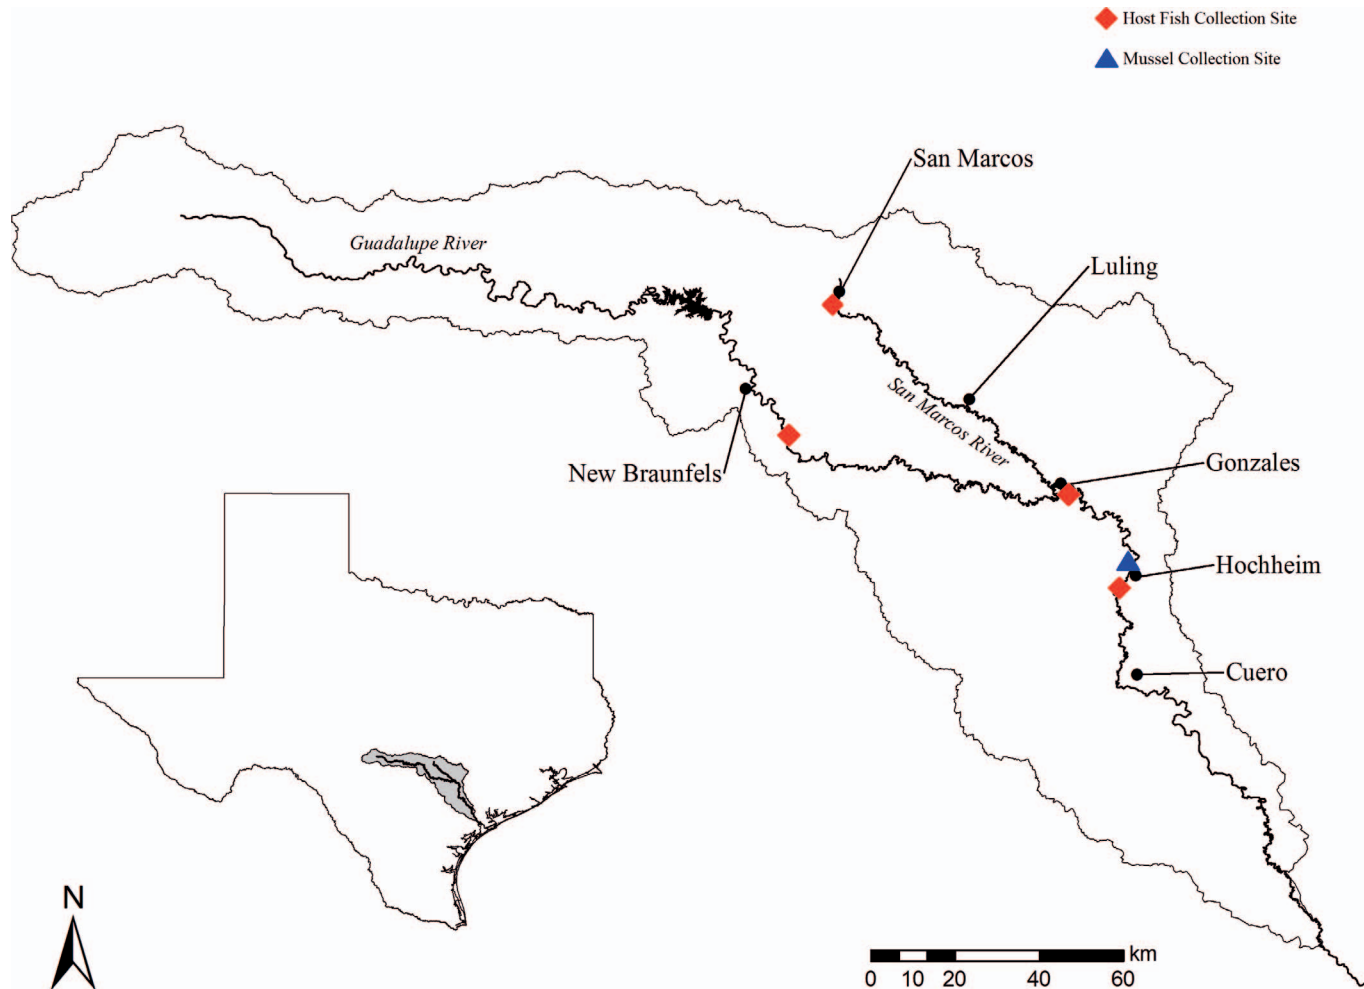 Host Fish Collection Site
Mussel Collection Site
San Marcos
Guadalupe River
Luling
San Marcos River
New Braunfels
Gonzales
Hochheim
Cuero
N
km
0 10 20 40 60